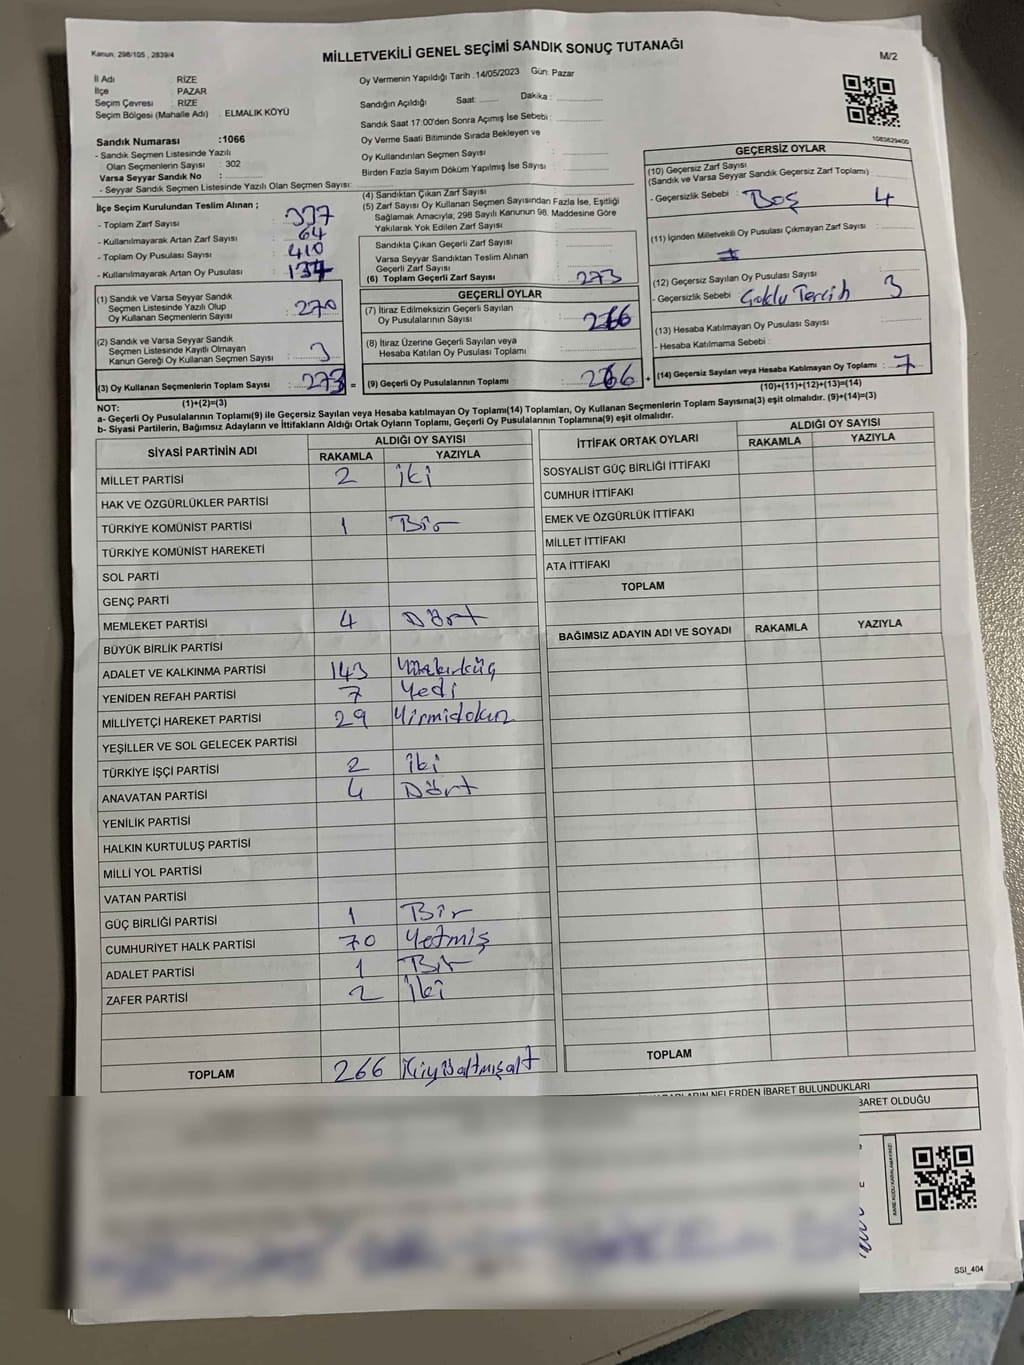 Kanun. 298/105 , 2839/4
MİLLETVEKİLİ GENEL SEÇİMİ SANDIK SONUÇ TUTANAĞI
M/2
İl Adı : RİZE
İlçe : PAZAR
Seçim Çevresi : RİZE
Seçim Bölgesi (Mahalle Adı) : ELMALIK KÖYÜ
Oy Vermenin Yapıldığı Tarih : 14/05/2023 Gün: Pazar
Sandığın Açıldığı Saat: Dakika :
Sandık Saat 17:00'den Sonra Açımış İse Sebebi :
Oy Verme Saati Bitiminde Sırada Bekleyen ve
Oy Kullandırılan Seçmen Sayısı :
Birden Fazla Sayım Döküm Yapılmış İse Sayısı :
1083629400
Sandık Numarası :1066
- Sandık Seçmen Listesinde Yazılı
Olan Seçmenlerin Sayısı : 302
Varsa Seyyar Sandık No :
- Seyyar Sandık Seçmen Listesinde Yazılı Olan Seçmen Sayısı:
İlçe Seçim Kurulundan Teslim Alınan ;
- Toplam Zarf Sayısı : 337
- Kullanılmayarak Artan Zarf Sayısı : 64
- Toplam Oy Pusulası Sayısı : 410
- Kullanılmayarak Artan Oy Pusulası : 137
(1) Sandık ve Varsa Seyyar Sandık
Seçmen Listesinde Yazılı Olup
Oy Kullanan Seçmenlerin Sayısı : 270
(2) Sandık ve Varsa Seyyar Sandık
Seçmen Listesinde Kayıtlı Olmayan
Kanun Gereği Oy Kullanan Seçmen Sayısı : 3
(3) Oy Kullanan Seçmenlerin Toplam Sayısı : 273 =
(1)+(2)=(3)
(4) Sandıktan Çıkan Zarf Sayısı :
(5) Zarf Sayısı Oy Kullanan Seçmen Sayısından Fazla İse, Eşitliği
Sağlamak Amacıyla; 298 Sayılı Kanunun 98. Maddesine Göre
Yakılarak Yok Edilen Zarf Sayısı :
Sandıkta Çıkan Geçerli Zarf Sayısı :
Varsa Seyyar Sandıktan Teslim Alınan
Geçerli Zarf Sayısı :
(6) Toplam Geçerli Zarf Sayısı : 273
GEÇERLİ OYLAR
(7) İtiraz Edilmeksizin Geçerli Sayılan
Oy Pusulalarının Sayısı : 266
(8) İtiraz Üzerine Geçerli Sayılan veya
Hesaba Katılan Oy Pusulası Toplamı :
(9) Geçerli Oy Pusulalarının Toplamı : 266 +
GEÇERSİZ OYLAR
(10) Geçersiz Zarf Sayısı
(Sandık ve Varsa Seyyar Sandık Geçersiz Zarf Toplamı) :
- Geçersizlik Sebebi : Boş 4
(11) İçinden Milletvekili Oy Pusulası Çıkmayan Zarf Sayısı :
(12) Geçersiz Sayılan Oy Pusulası Sayısı :
- Geçersizlik Sebebi Çoklu Tercih 3
(13) Hesaba Katılmayan Oy Pusulası Sayısı :
- Hesaba Katılmama Sebebi :
(14) Geçersiz Sayılan veya Hesaba Katılmayan Oy Toplamı : 7
(10)+(11)+(12)+(13)=(14)
NOT:
a- Geçerli Oy Pusulalarının Toplamı(9) ile Geçersiz Sayılan veya Hesaba katılmayan Oy Toplamı(14) Toplamları, Oy Kullanan Seçmenlerin Toplam Sayısına(3) eşit olmalıdır. (9)+(14)=(3)
b- Siyasi Partilerin, Bağımsız Adayların ve İttifakların Aldığı Ortak Oyların Toplamı, Geçerli Oy Pusulalarının Toplamına(9) eşit olmalıdır.
SİYASİ PARTİNİN ADI
ALDIĞI OY SAYISI
RAKAMLA YAZIYLA
MİLLET PARTİSİ 2 iki
HAK VE ÖZGÜRLÜKLER PARTİSİ
TÜRKİYE KOMÜNİST PARTİSİ 1 Bir
TÜRKİYE KOMÜNİST HAREKETİ
SOL PARTİ
GENÇ PARTİ
MEMLEKET PARTİSİ 4 Dört
BÜYÜK BİRLİK PARTİSİ
ADALET VE KALKINMA PARTİSİ 143 Yüzkırküç
YENİDEN REFAH PARTİSİ 7 Yedi
MİLLİYETÇİ HAREKET PARTİSİ 29 Yirmidokuz
YEŞİLLER VE SOL GELECEK PARTİSİ
TÜRKİYE İŞÇİ PARTİSİ 2 iki
ANAVATAN PARTİSİ 4 Dört
YENİLİK PARTİSİ
HALKIN KURTULUŞ PARTİSİ
MİLLİ YOL PARTİSİ
VATAN PARTİSİ
GÜÇ BİRLİĞİ PARTİSİ 1 Bir
CUMHURİYET HALK PARTİSİ 70 Yetmiş
ADALET PARTİSİ 1 Bir
ZAFER PARTİSİ 2 İki
TOPLAM 266 İkiyüzaltmışaltı
İTTİFAK ORTAK OYLARI
ALDIĞI OY SAYISI
RAKAMLA YAZIYLA
SOSYALİST GÜÇ BİRLİĞİ İTTİFAKI
CUMHUR İTTİFAKI
EMEK VE ÖZGÜRLÜK İTTİFAKI
MİLLET İTTİFAKI
ATA İTTİFAKI
TOPLAM
BAĞIMSIZ ADAYIN ADI VE SOYADI RAKAMLA YAZIYLA
TOPLAM
NELERDEN İBARET BULUNDUKLARI
BARET OLDUĞU
SSI_404